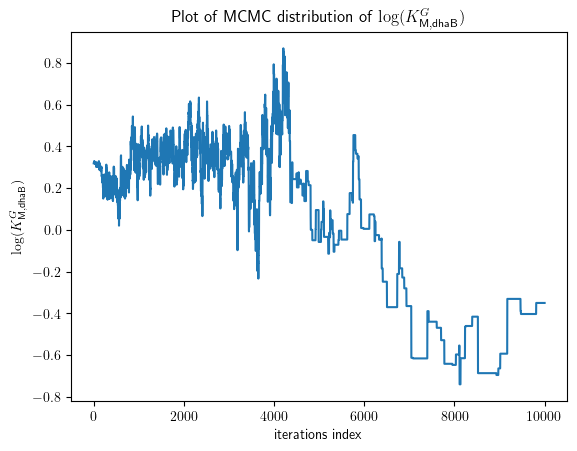 Plot of MCMC distribution of log(K^G_M,dhaB)
log(K^G_M,dhaB)
0.8
0.6
0.4
0.2
0.0
−0.2
−0.4
−0.6
−0.8
0 2000 4000 6000 8000 10000
iterations index